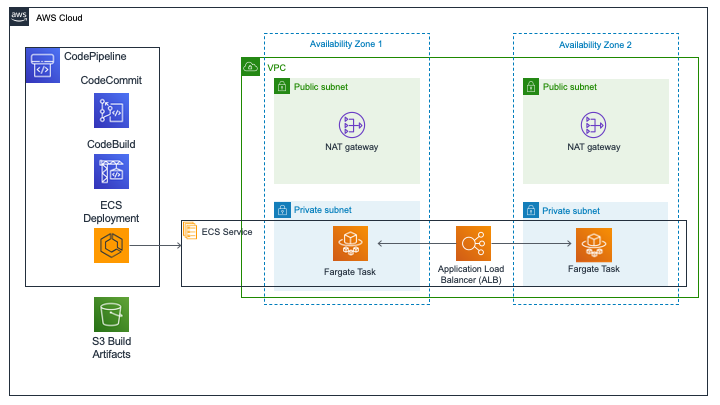 aws
AWS Cloud
CodePipeline
CodeCommit
CodeBuild
ECS
Deployment
S3 Build
Artifacts
Availability Zone 1
Availability Zone 2
VPC
Public subnet
Public subnet
NAT gateway
NAT gateway
Private subnet
Private subnet
ECS Service
Fargate Task
Application Load
Balancer (ALB)
Fargate Task